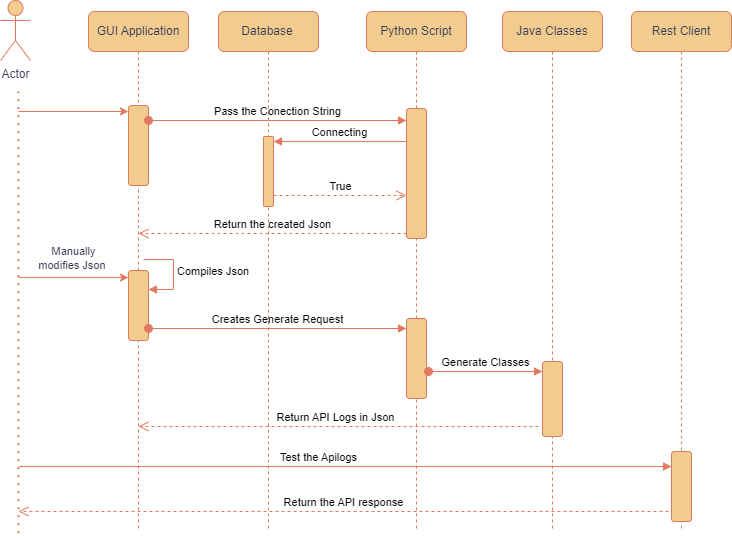 GUI Application
Database
Python Script
Java Classes
Rest Client
Actor
Pass the Conection String
Connecting
True
Return the created Json
Manually
modifies Json
Compiles Json
Creates Generate Request
Generate Classes
Return API Logs in Json
Test the Apilogs
Return the API response